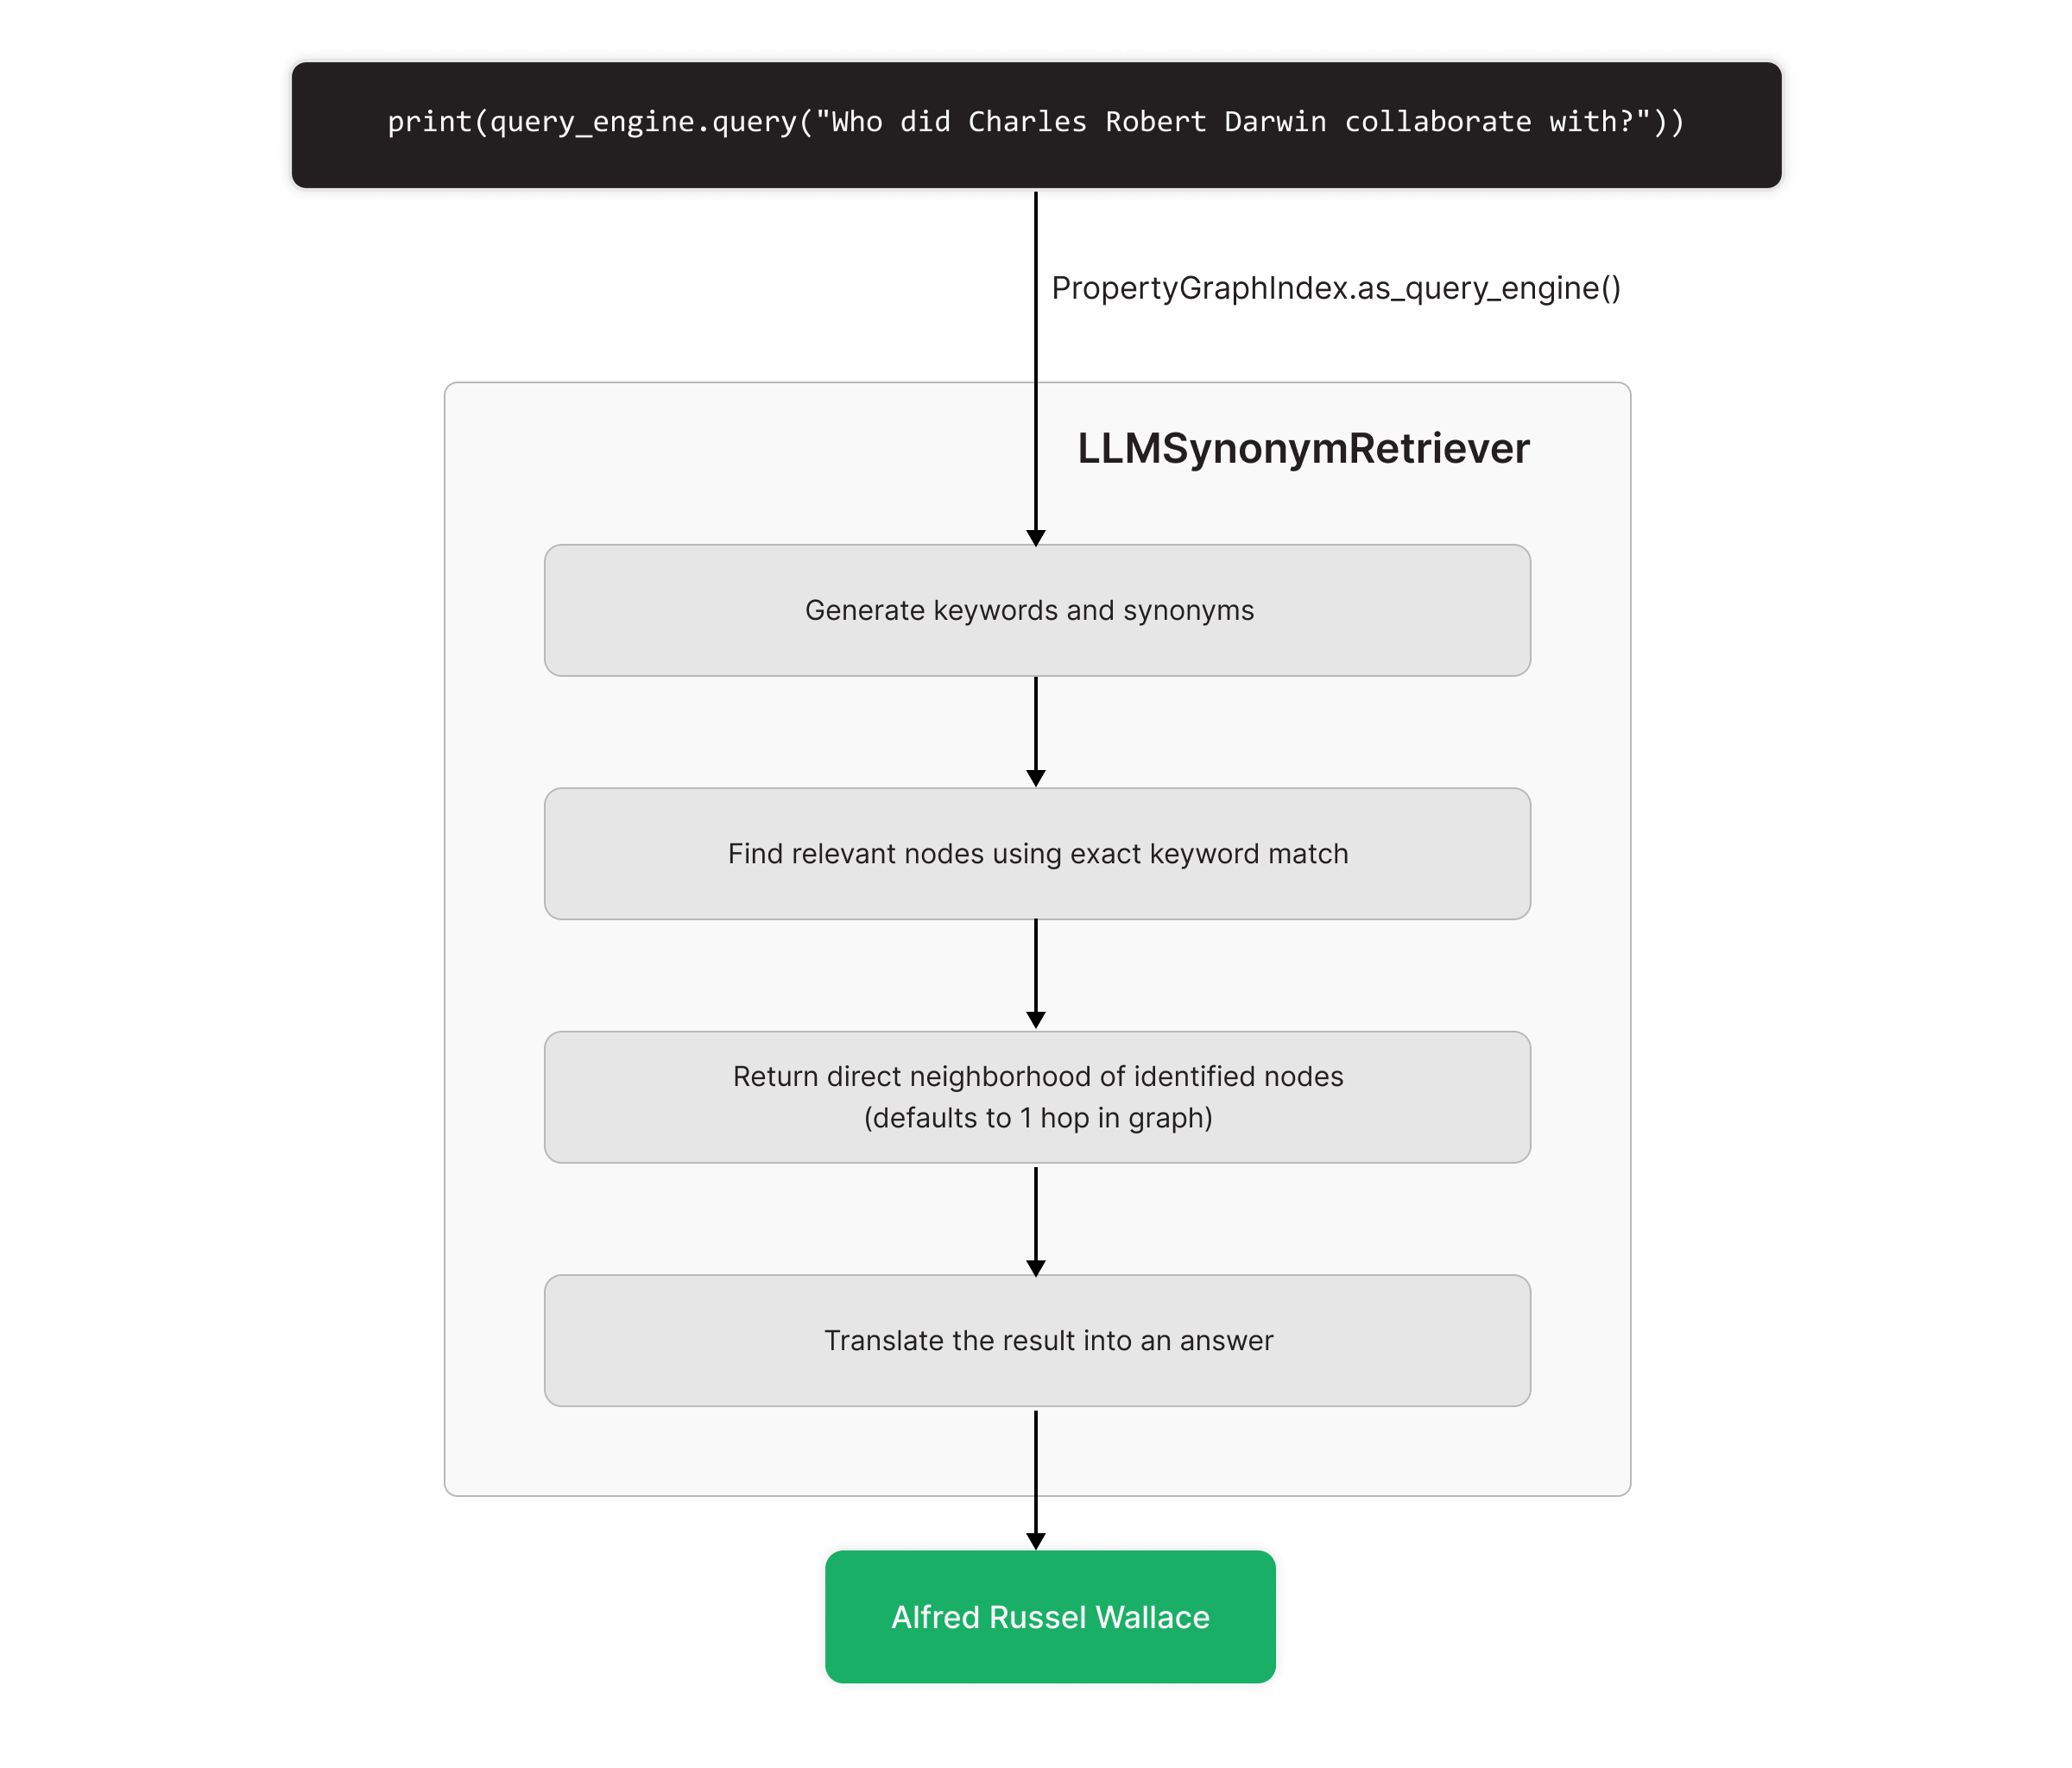 print(query_engine.query("Who did Charles Robert Darwin collaborate with?"))
PropertyGraphIndex.as_query_engine()
LLMSynonymRetriever
Generate keywords and synonyms
Find relevant nodes using exact keyword match
Return direct neighborhood of identified nodes
(defaults to 1 hop in graph)
Translate the result into an answer
Alfred Russel Wallace